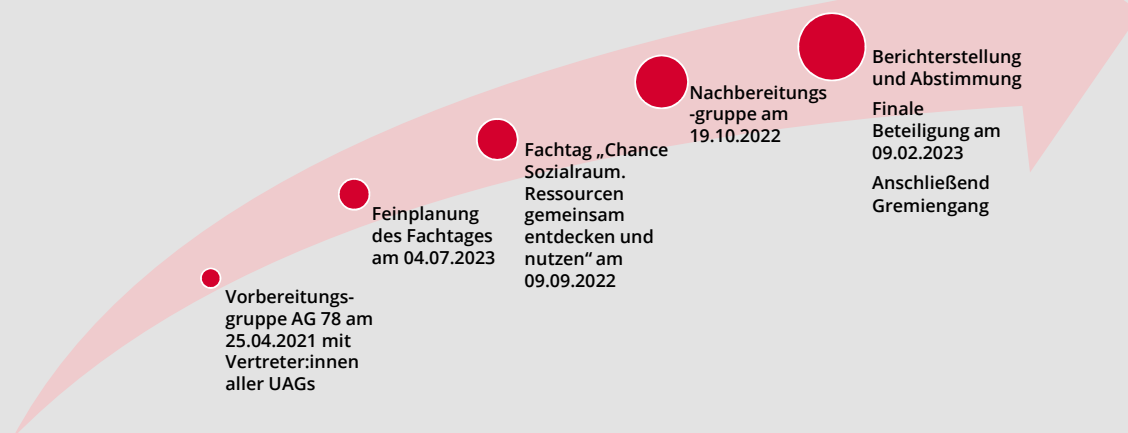 Vorbereitungs-
gruppe AG 78 am
25.04.2021 mit
Vertreter:innen
aller UAGs
Feinplanung
des Fachtages
am 04.07.2023
Fachtag „Chance
Sozialraum.
Ressourcen
gemeinsam
entdecken und
nutzen“ am
09.09.2022
Nachbereitungs
-gruppe am
19.10.2022
Berichterstellung
und Abstimmung
Finale
Beteiligung am
09.02.2023
Anschließend
Gremiengang